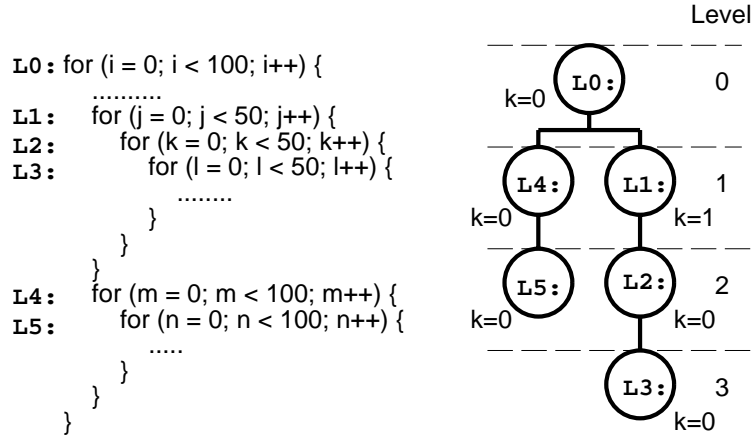 L0: for (i = 0; i < 100; i++) {
..........
L1: for (j = 0; j < 50; j++) {
L2: for (k = 0; k < 50; k++) {
L3: for (l = 0; l < 50; l++) {
........
}
}
}
L4: for (m = 0; m < 100; m++) {
L5: for (n = 0; n < 100; n++) {
.....
}
}
}
Level
L0: 0
k=0
L4: L1: 1
k=0 k=1
L5: L2: 2
k=0 k=0
L3: 3
k=0